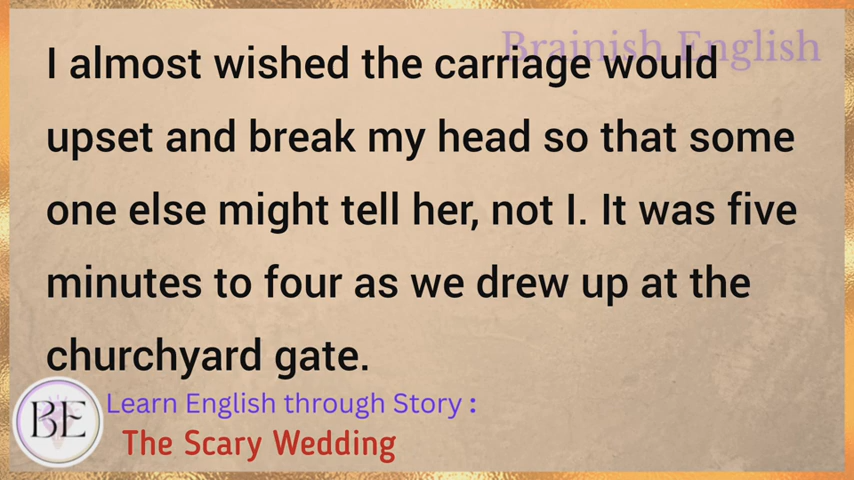 Brainish English
I almost wished the carriage would
upset and break my head so that some
one else might tell her, not I. It was five
minutes to four as we drew up at the
churchyard gate.
BE
Learn English through Story :
The Scary Wedding